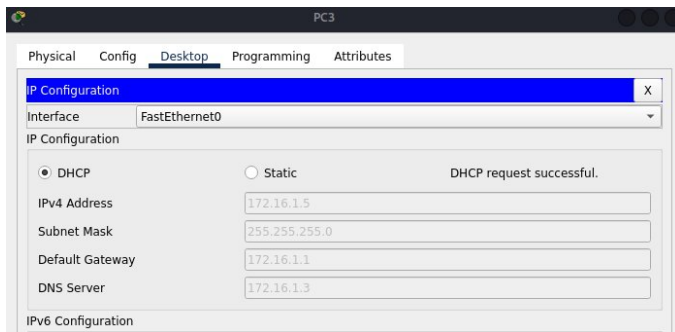 PC3
Physical Config Desktop Programming Attributes
IP Configuration X
Interface FastEthernet0
IP Configuration
DHCP Static DHCP request successful.
IPv4 Address 172.16.1.5
Subnet Mask 255.255.255.0
Default Gateway 172.16.1.1
DNS Server 172.16.1.3
IPv6 Configuration